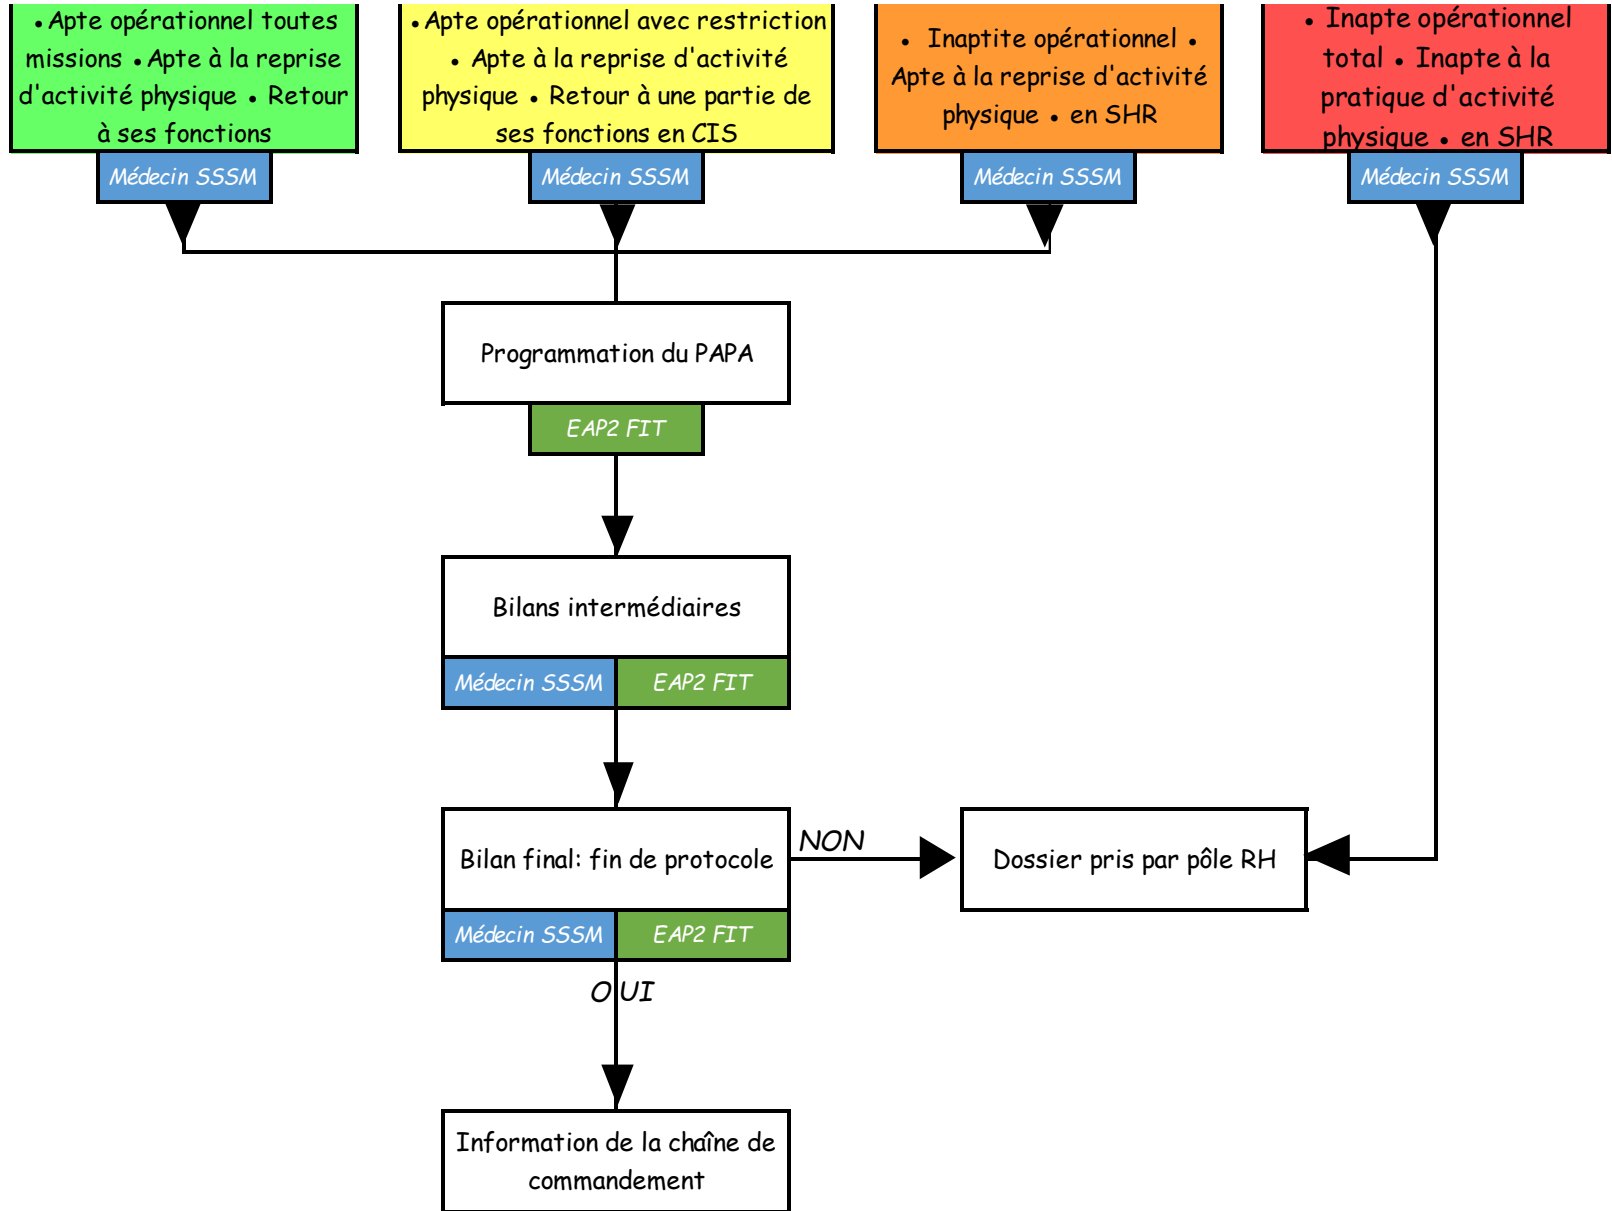 • Apte opérationnel toutes
missions • Apte à la reprise
d'activité physique • Retour
à ses fonctions
• Apte opérationnel avec restriction
• Apte à la reprise d'activité
physique • Retour à une partie de
ses fonctions en CIS
• Inaptite opérationnel •
Apte à la reprise d'activité
physique • en SHR
• Inapte opérationnel
total • Inapte à la
pratique d'activité
physique • en SHR
Médecin SSSM
Médecin SSSM
Médecin SSSM
Médecin SSSM
Programmation du PAPA
EAP2 FIT
Bilans intermédiaires
Médecin SSSM
EAP2 FIT
Bilan final: fin de protocole
NON
Dossier pris par pôle RH
Médecin SSSM
EAP2 FIT
OUI
Information de la chaîne de
commandement